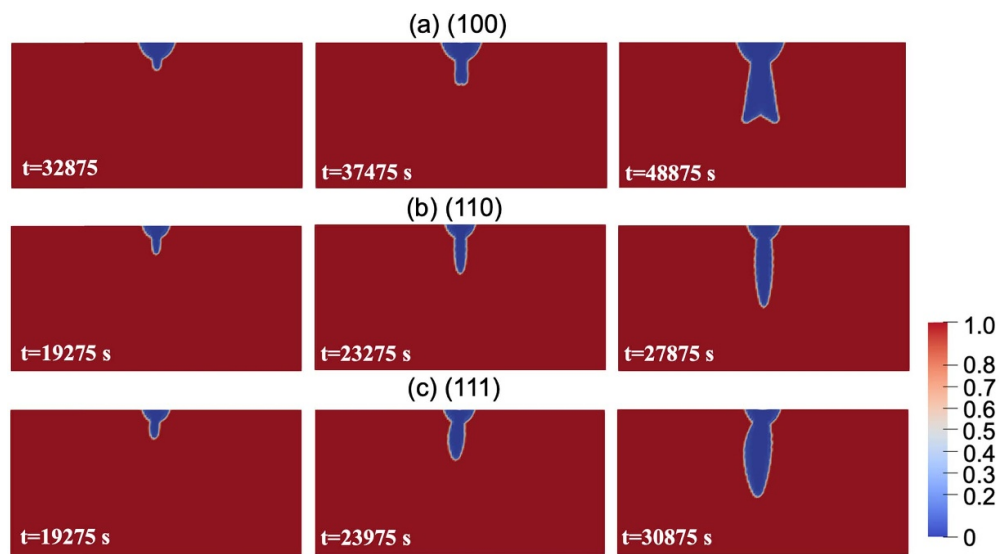 (a) (100)
t=32875
t=37475 s
t=48875 s
(b) (110)
t=19275 s
t=23275 s
t=27875 s
(c) (111)
t=19275 s
t=23975 s
t=30875 s
1.0
0.8
0.7
0.6
0.5
0.4
0.3
0.2
0